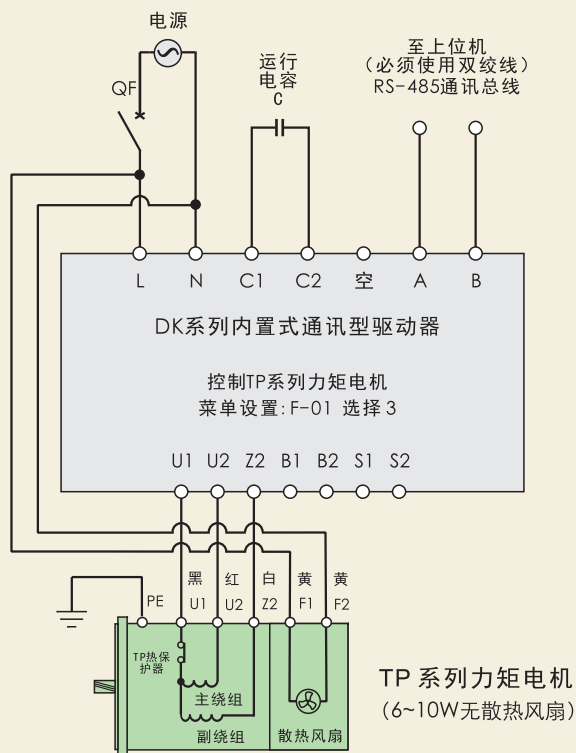 电源
QF
运行
电容
C
至上位机
(必须使用双绞线)
RS-485通讯总线
L N C1 C2 空 A B
DK系列内置式通讯型驱动器
控制TP系列力矩电机
菜单设置:F-01 选择3
U1 U2 Z2 B1 B2 S1 S2
黑 红 白 黄 黄
PE U1 U2 Z2 F1 F2
TP热保
护器
主绕组
副绕组
散热风扇
TP 系列力矩电机
(6~10W无散热风扇)